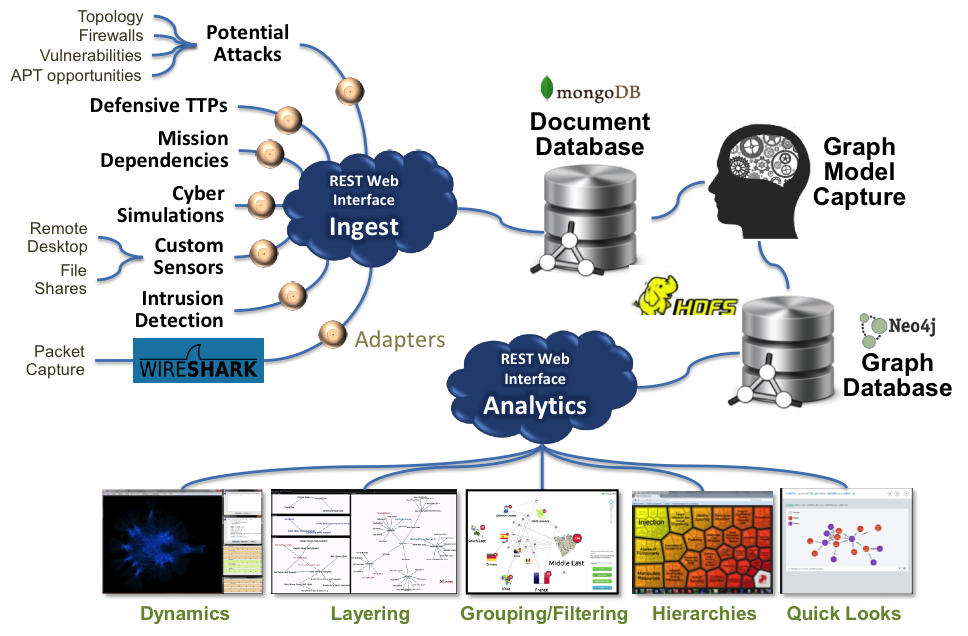 Topology
Firewalls
Vulnerabilities
APT opportunities
Potential
Attacks
Defensive TTPs
Mission
Dependencies
Cyber
Simulations
Remote
Desktop
File
Shares
Custom
Sensors
Intrusion
Detection
Packet
Capture
WIRESHARK
Adapters
REST Web
Interface
Ingest
mongoDB
Document
Database
Graph
Model
Capture
HDFS
Neo4j
Graph
Database
REST Web
Interface
Analytics
Injection
Middle East
France
Dynamics
Layering
Grouping/Filtering
Hierarchies
Quick Looks